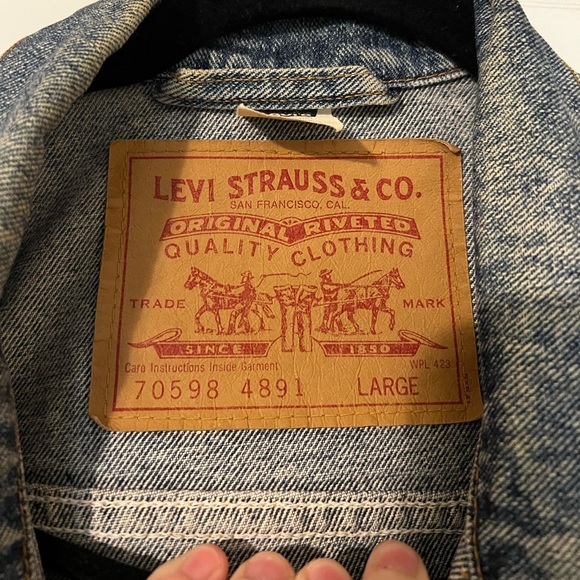 LEVI STRAUSS & CO.
SAN FRANCISCO, CAL.
ORIGINAL RIVETED
QUALITY CLOTHING
TRADE MARK
SINCE 1850
Care Instructions Inside Garment WPL 423
70598 4891 LARGE